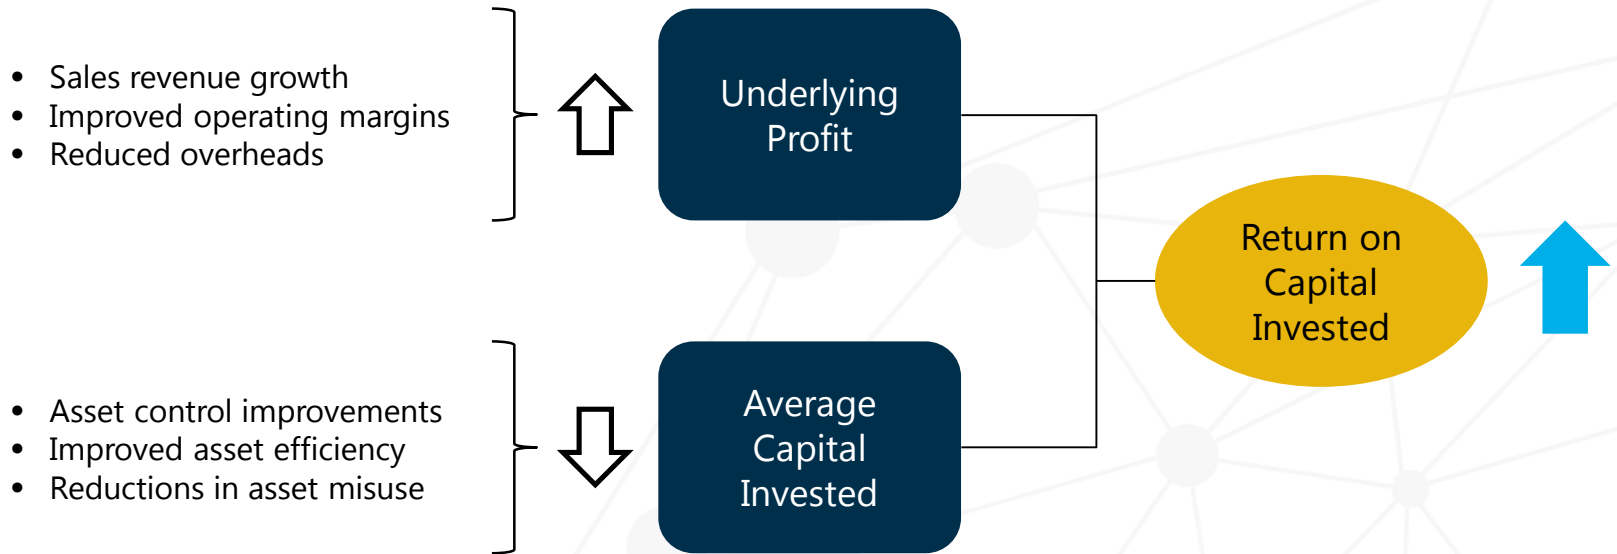 • Sales revenue growth
• Improved operating margins
• Reduced overheads
Underlying
Profit
Return on
Capital
Invested
• Asset control improvements
• Improved asset efficiency
• Reductions in asset misuse
Average
Capital
Invested